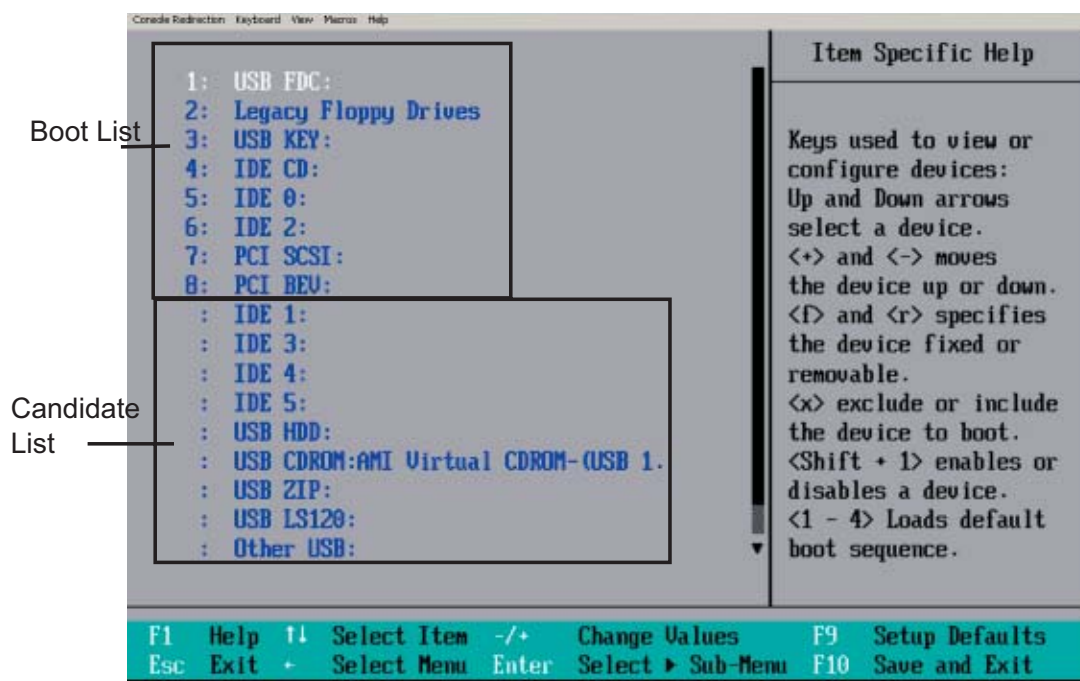 Console Redirection Keyboard View Macros Help
Item Specific Help
Boot List
1: USB FDC:
2: Legacy Floppy Drives
3: USB KEY:
4: IDE CD:
5: IDE 0:
6: IDE 2:
7: PCI SCSI:
8: PCI BEV:
Candidate
List
: IDE 1:
: IDE 3:
: IDE 4:
: IDE 5:
: USB HDD:
: USB CDROM:AMI Virtual CDROM-(USB 1.
: USB ZIP:
: USB LS120:
: Other USB:
Keys used to view or
configure devices:
Up and Down arrows
select a device.
<+> and <-> moves
the device up or down.
<f> and <r> specifies
the device fixed or
removable.
<x> exclude or include
the device to boot.
<Shift + 1> enables or
disables a device.
<1 - 4> Loads default
boot sequence.
F1 Help ↑↓ Select Item -/+ Change Values F9 Setup Defaults
Esc Exit ← Select Menu Enter Select ▶ Sub-Menu F10 Save and Exit